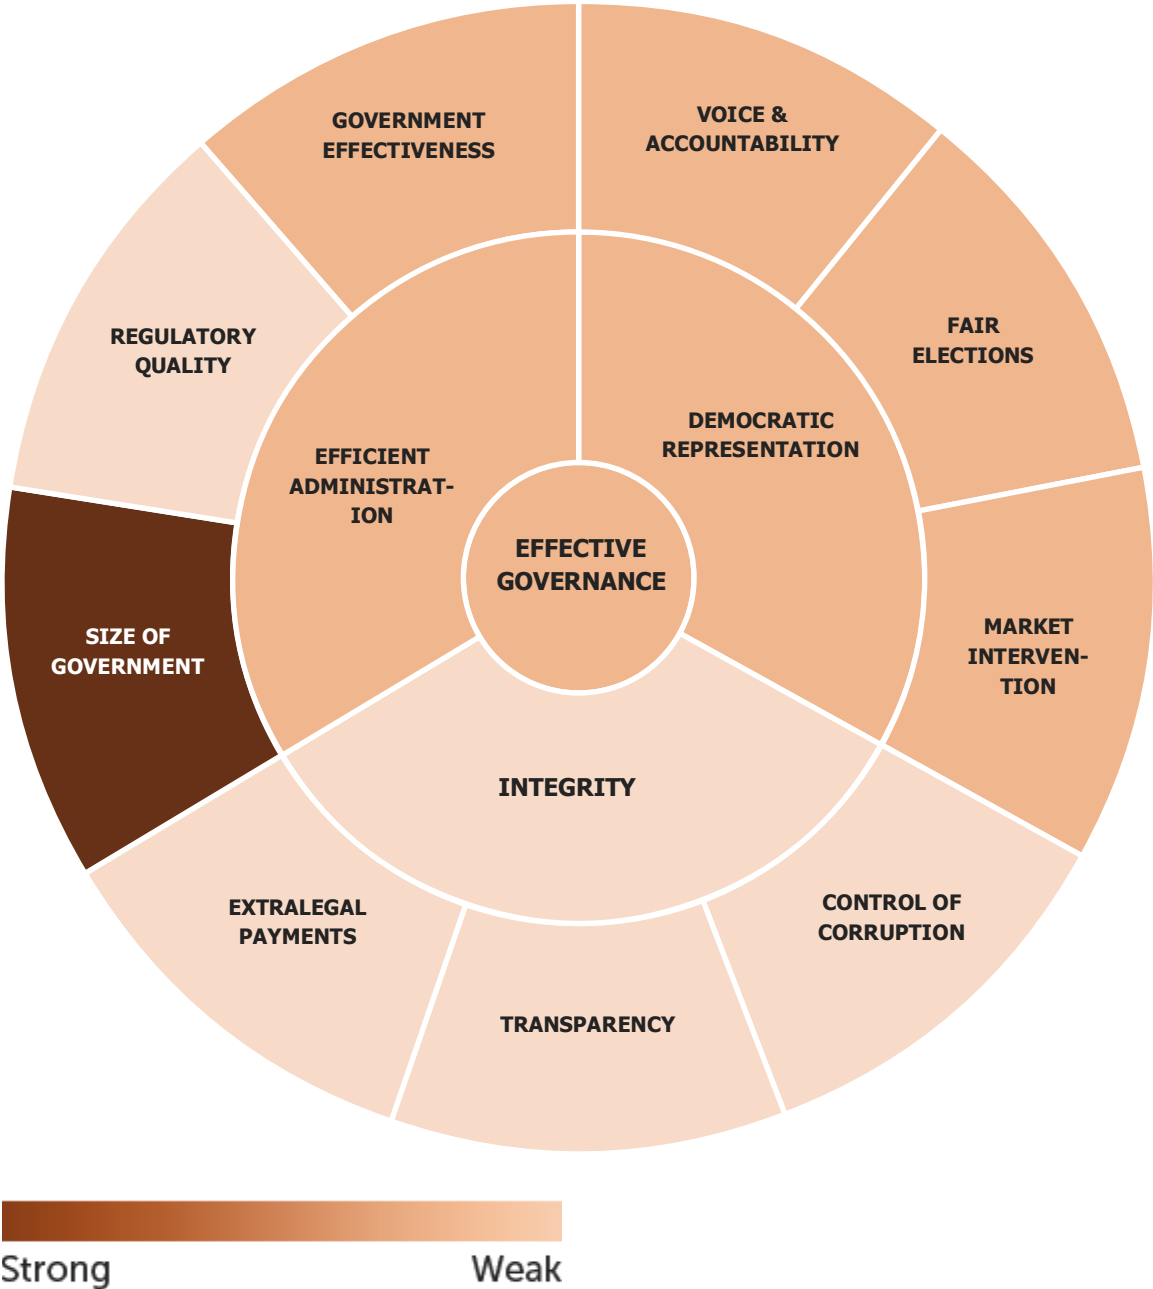 GOVERNMENT
EFFECTIVENESS
VOICE &
ACCOUNTABILITY
REGULATORY
QUALITY
FAIR
ELECTIONS
EFFICIENT
ADMINISTRAT-
ION
DEMOCRATIC
REPRESENTATION
EFFECTIVE
GOVERNANCE
SIZE OF
GOVERNMENT
MARKET
INTERVEN-
TION
INTEGRITY
EXTRALEGAL
PAYMENTS
TRANSPARENCY
CONTROL OF
CORRUPTION
Strong
Weak